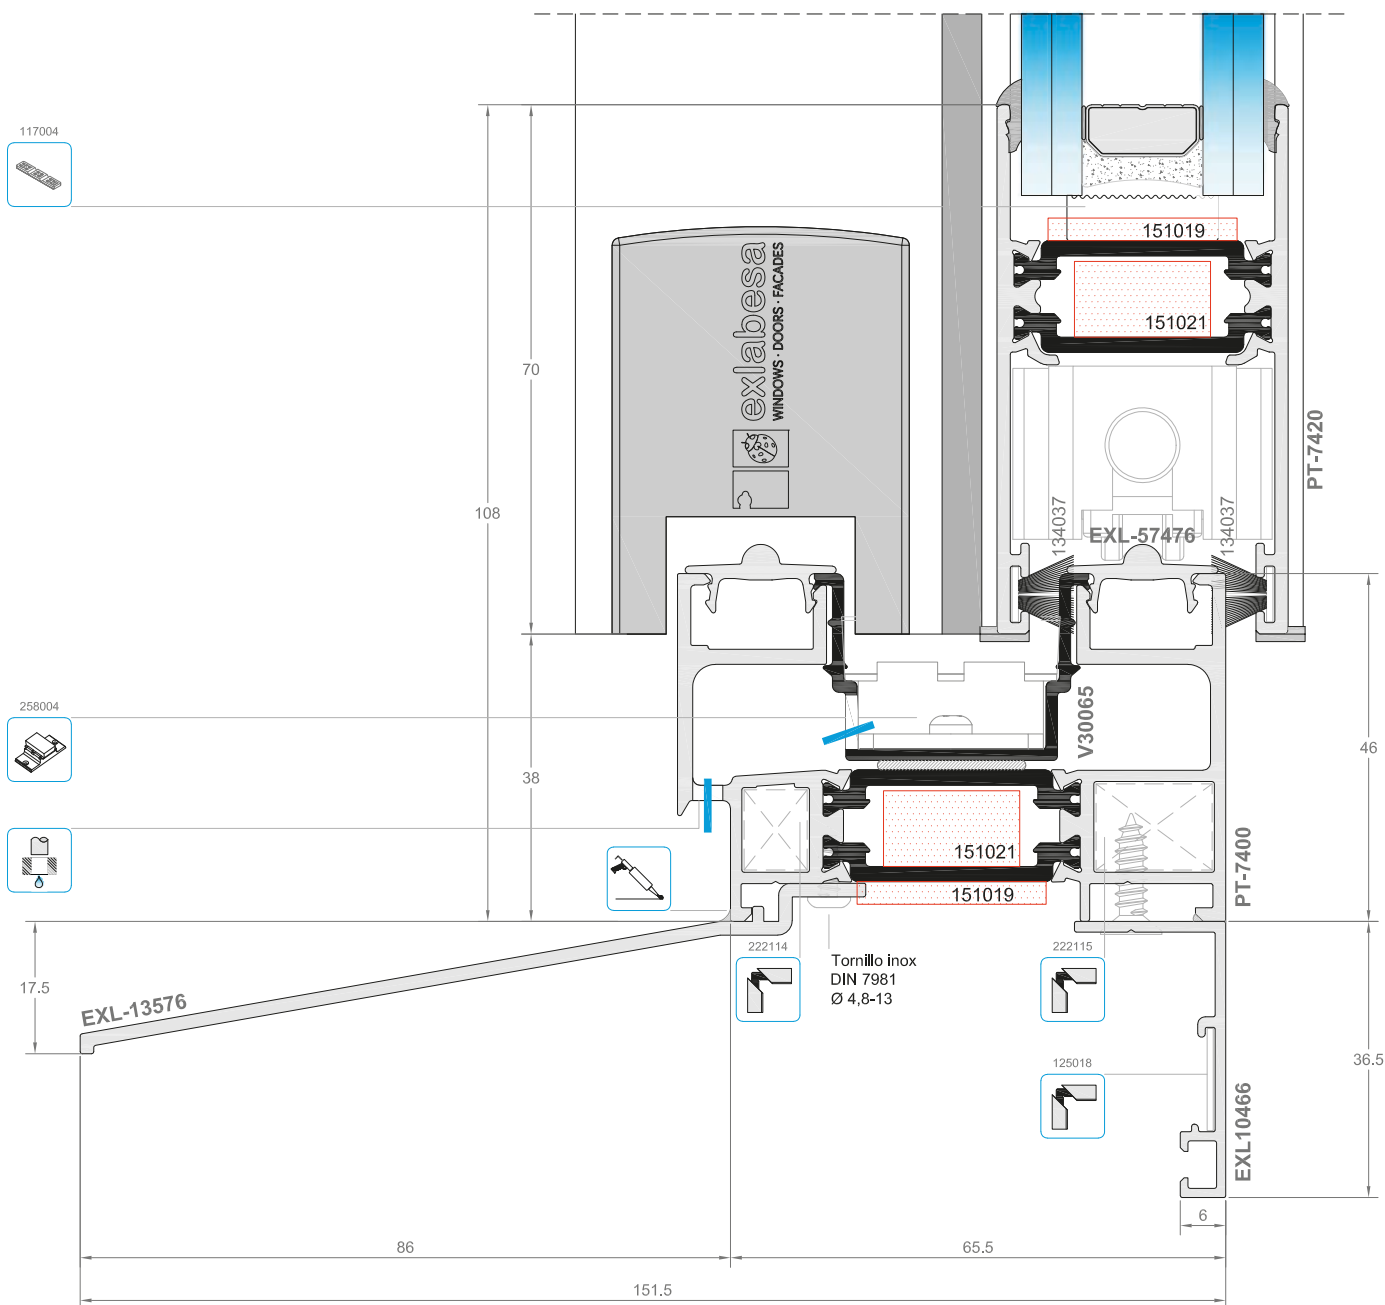 117004
151019
151021
exlabesa
WINDOWS · DOORS · FACADES
70
108
PT-7420
134037
EXL-57476
134037
258004
V30065
46
38
151021
151019
PT-7400
222114
Tornillo inox
DIN 7981
Ø 4,8-13
222115
17.5
EXL-13576
125018
36.5
EXL10466
6
86
65.5
151.5